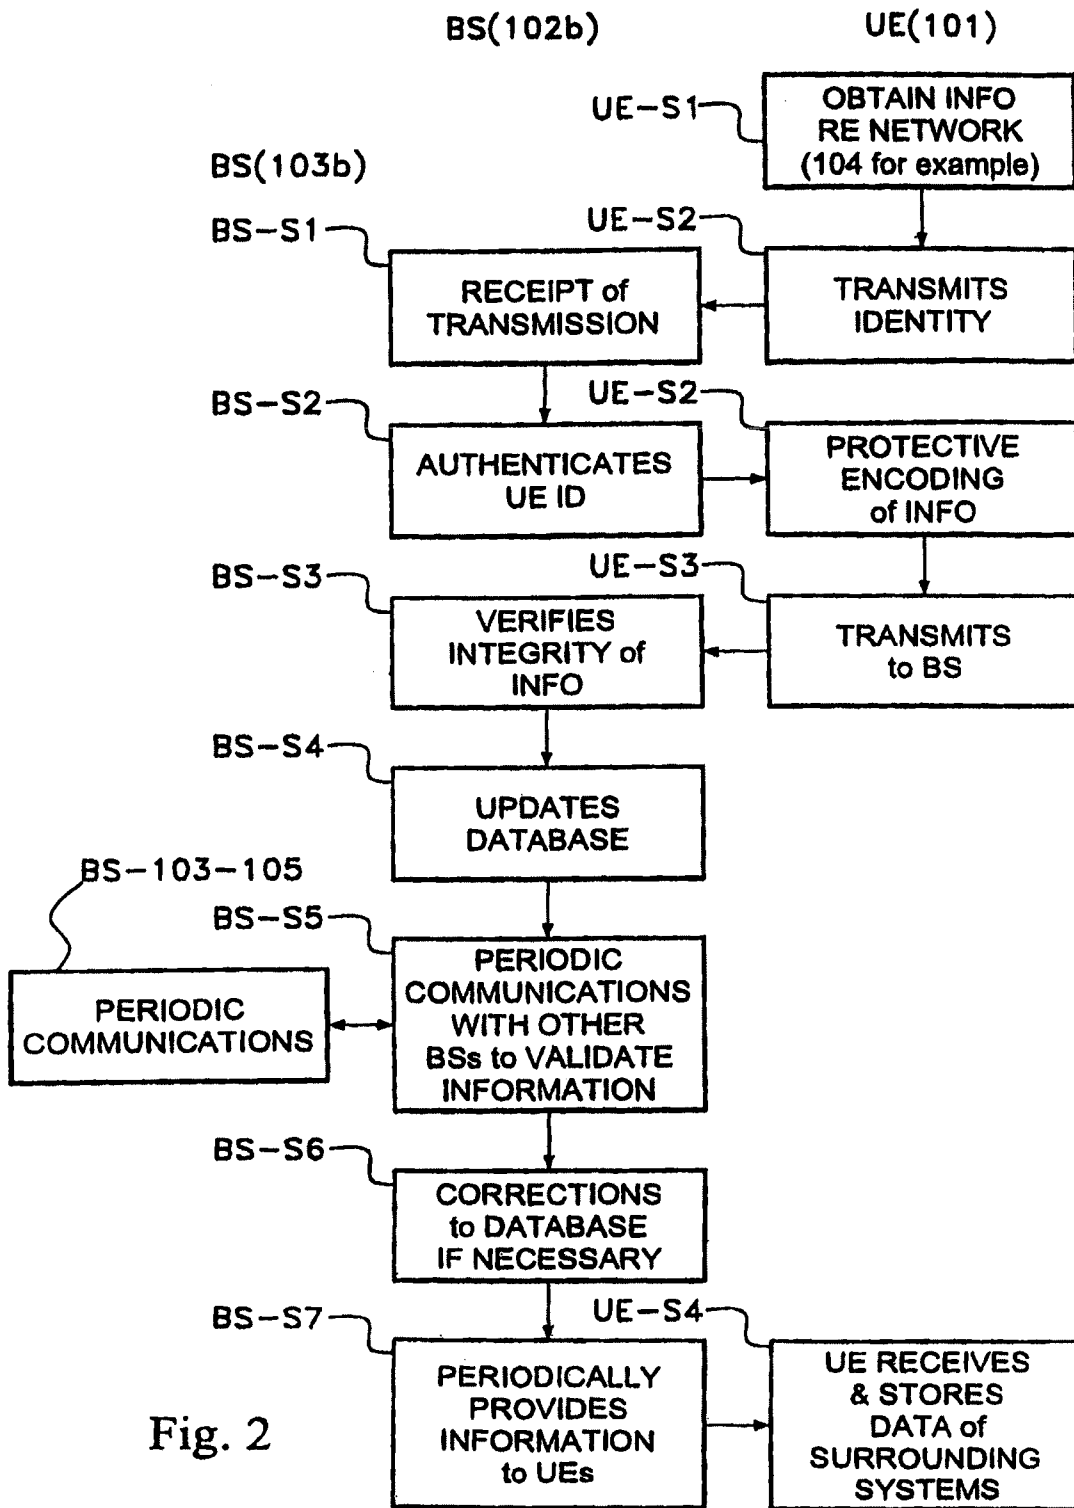 BS(102b)
UE(101)
UE-S1
OBTAIN INFO
RE NETWORK
(104 for example)
BS(103b)
BS-S1
RECEIPT of
TRANSMISSION
UE-S2
TRANSMITS
IDENTITY
BS-S2
AUTHENTICATES
UE ID
UE-S2
PROTECTIVE
ENCODING
of INFO
BS-S3
VERIFIES
INTEGRITY of
INFO
UE-S3
TRANSMITS
to BS
BS-S4
UPDATES
DATABASE
BS-103-105
PERIODIC
COMMUNICATIONS
BS-S5
PERIODIC
COMMUNICATIONS
WITH OTHER
BSs to VALIDATE
INFORMATION
BS-S6
CORRECTIONS
to DATABASE
IF NECESSARY
BS-S7
PERIODICALLY
PROVIDES
INFORMATION
to UEs
UE-S4
UE RECEIVES
& STORES
DATA of
SURROUNDING
SYSTEMS
Fig. 2